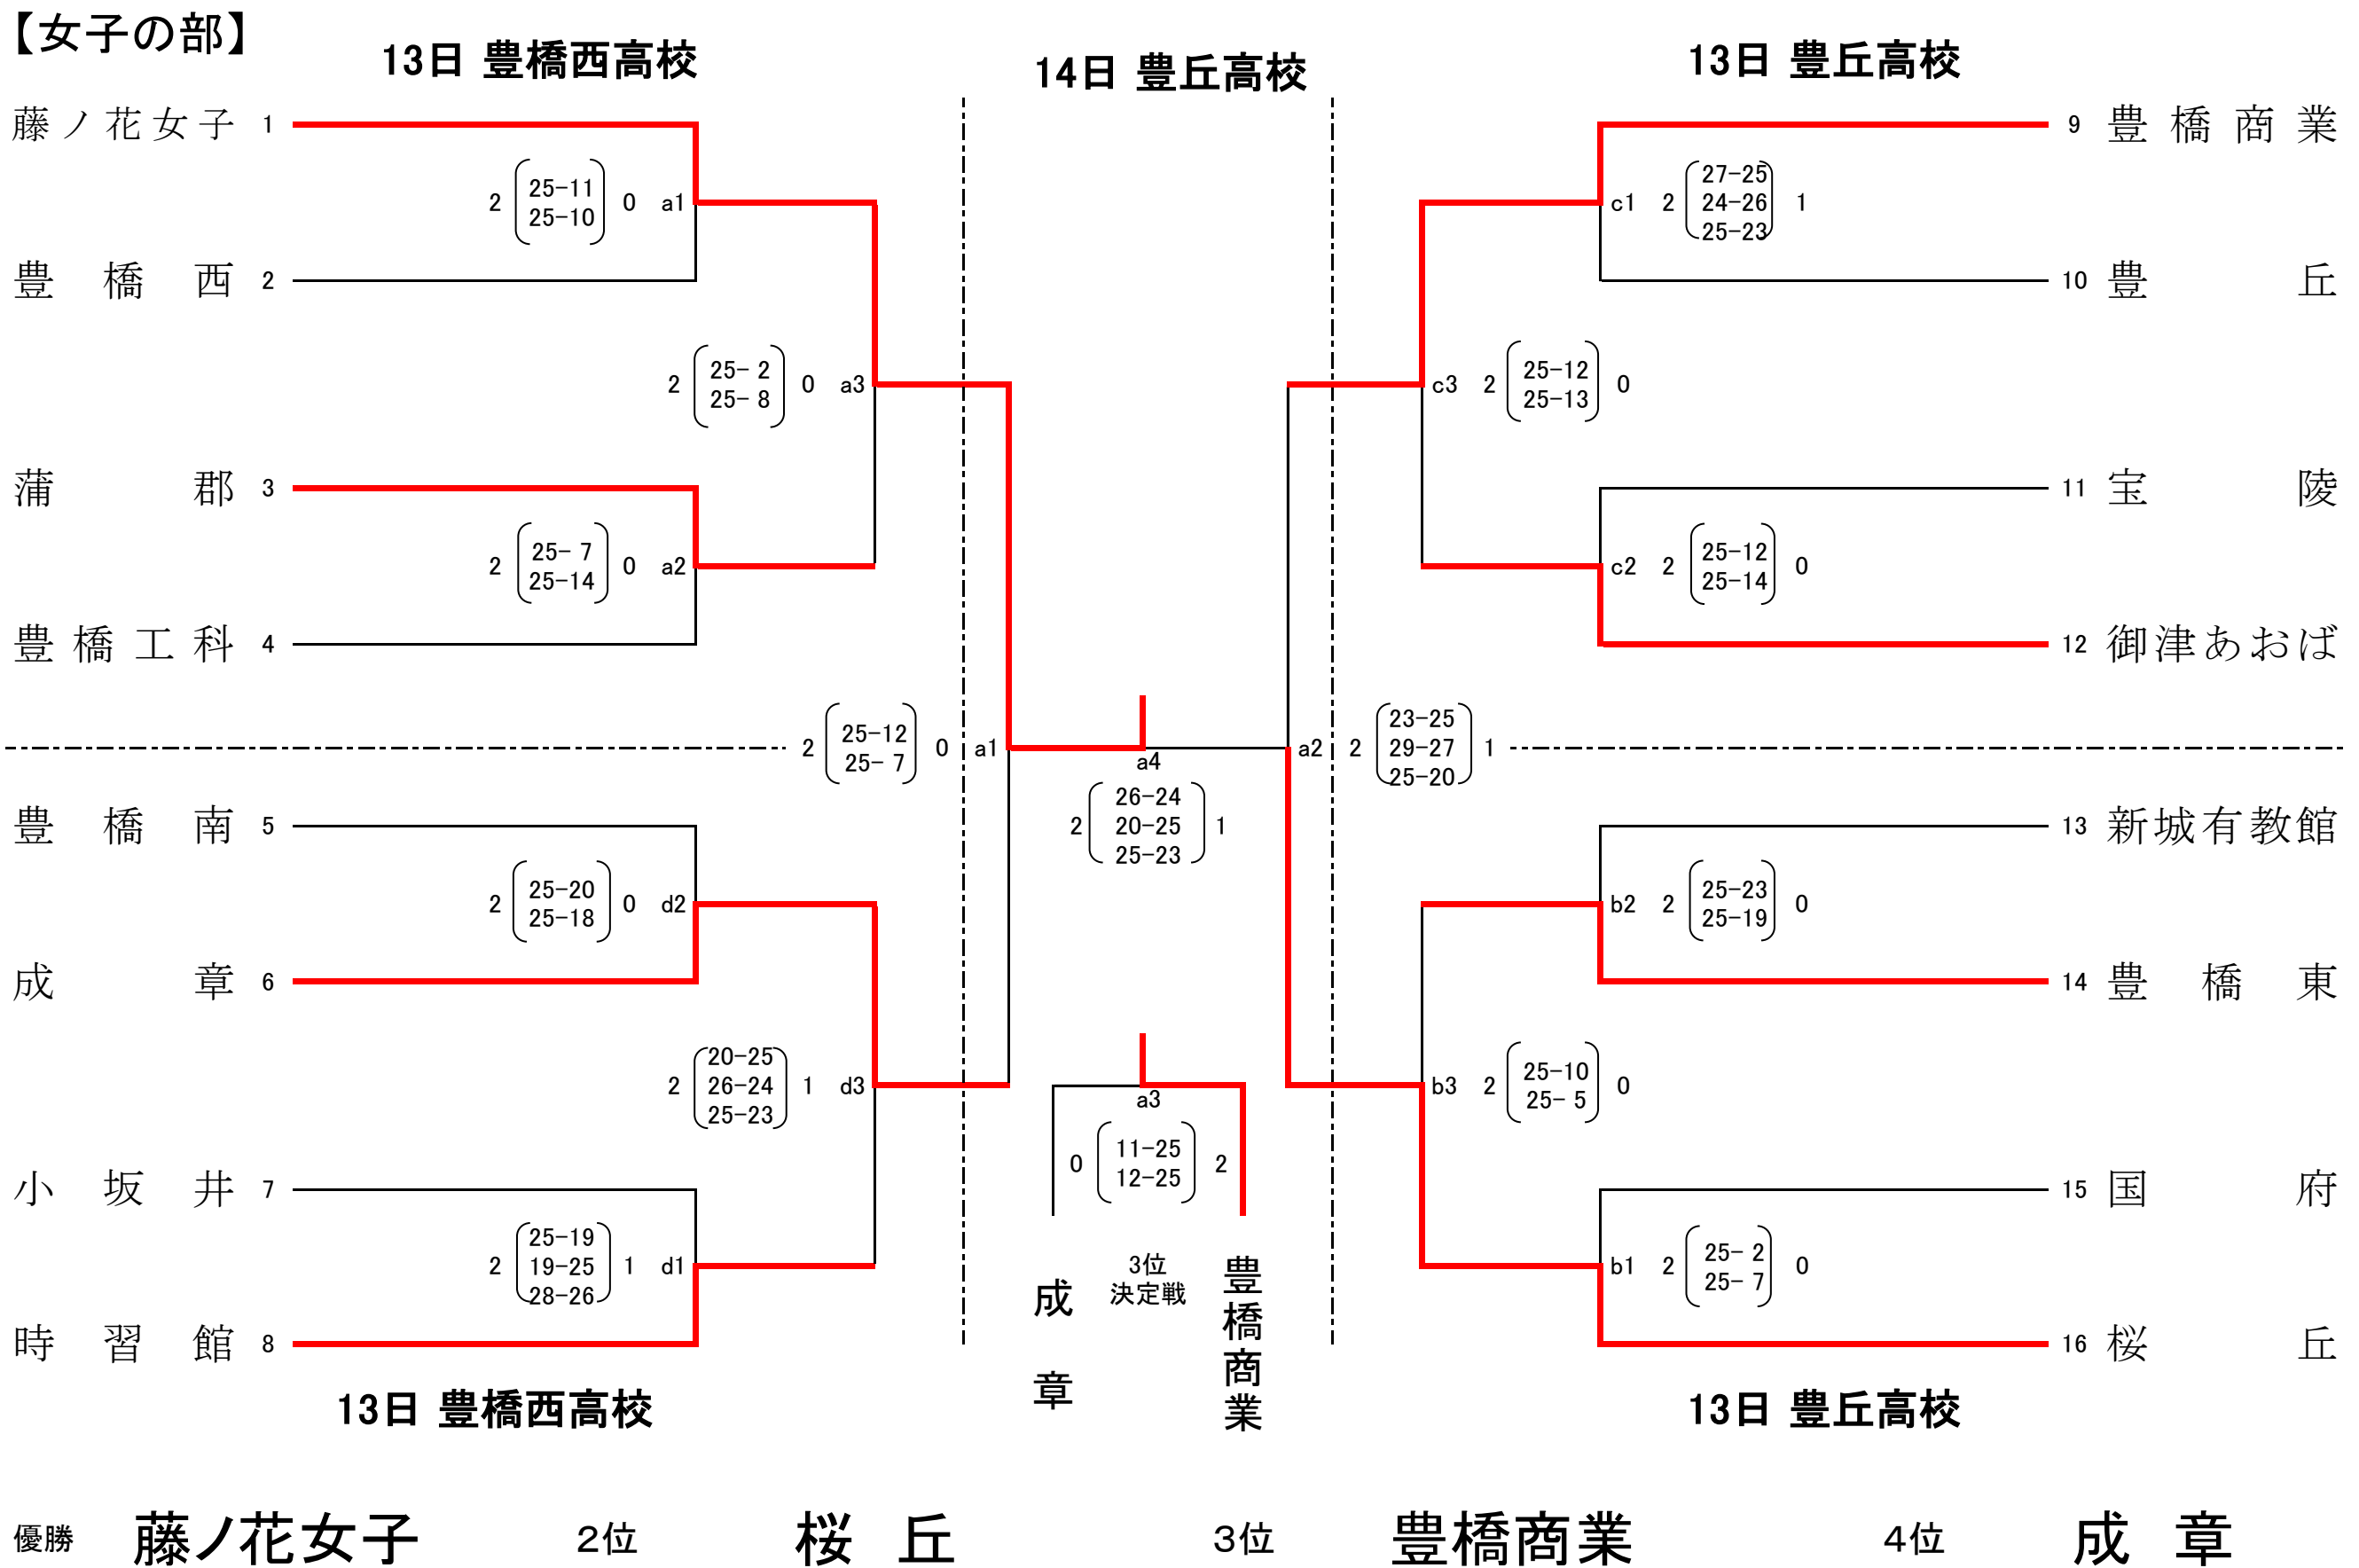 【女子の部】
13日 豊橋西高校
14日 豊丘高校
13日 豊丘高校
藤ノ花女子 1
2 25-11 0 a1
25-10
豊橋西 2
2 25- 2 0 a3
25- 8
蒲郡 3
2 25- 7 0 a2
25-14
豊橋工科 4
2 25-12 0 a1
25- 7
豊橋南 5
2 25-20 0 d2
25-18
成章 6
2 20-25 1 d3
26-24
25-23
小坂井 7
2 25-19 1 d1
19-25
28-26
時習館 8
13日 豊橋西高校
a4
2 26-24 1
20-25
25-23
a3
0 11-25 2
12-25
3位
決定戦
成章
豊橋商業
9 豊橋商業
c1 2 27-25 1
24-26
25-23
10 豊丘
c3 2 25-12 0
25-13
11 宝陵
c2 2 25-12 0
25-14
12 御津あおば
a2 2 23-25 1
29-27
25-20
13 新城有教館
b2 2 25-23 0
25-19
14 豊橋東
b3 2 25-10 0
25- 5
15 国府
b1 2 25- 2 0
25- 7
16 桜丘
13日 豊丘高校
優勝 藤ノ花女子 2位 桜丘 3位 豊橋商業 4位 成章